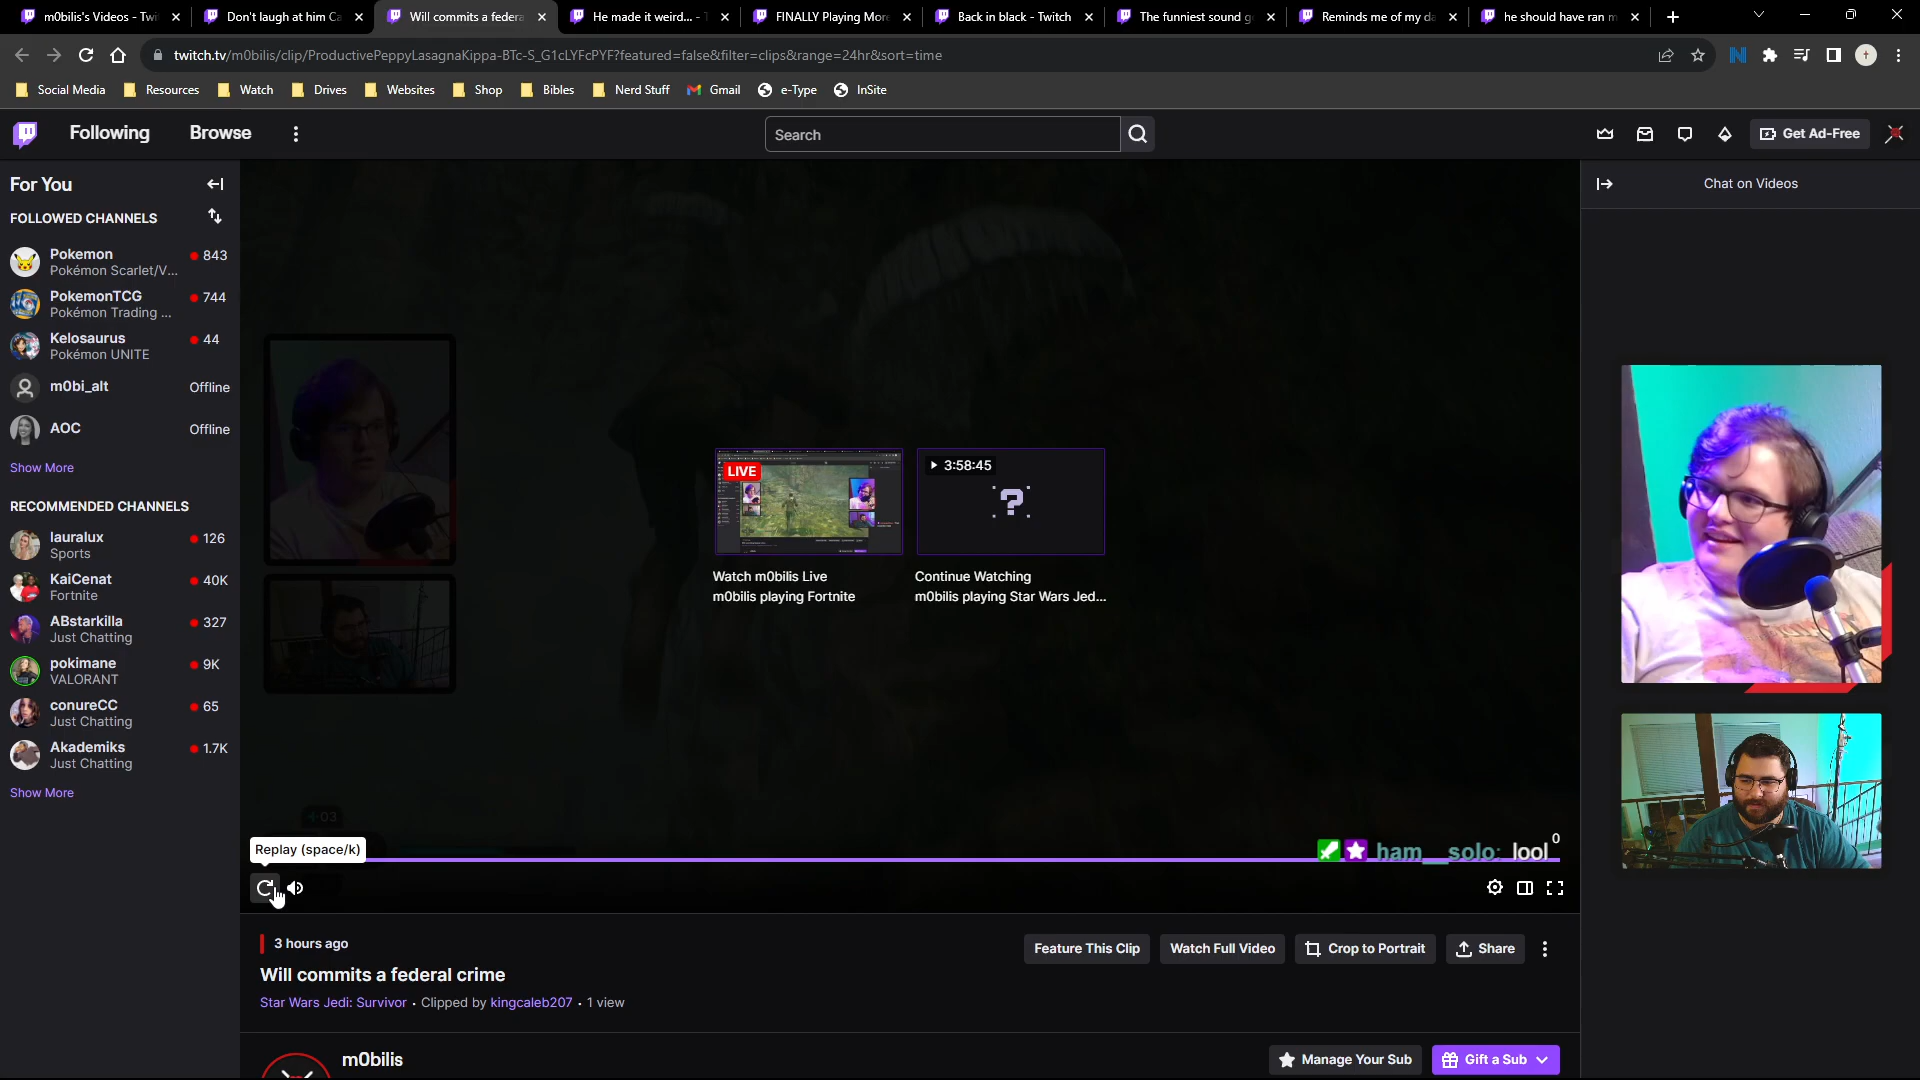 m0bilis's Videos - Twi
Don't laugh at him Ca
Will commits a federa
He made it weird... - T
FINALLY Playing More
Back in black - Twitch
The funniest sound g
Reminds me of my da
he should have ran m
twitch.tv/m0bilis/clip/ProductivePeppyLasagnaKippa-BTc-S_G1cLYFcPYF?featured=false&filter=clips&range=24hr&sort=time
Social Media
Resources
Watch
Drives
Websites
Shop
Bibles
Nerd Stuff
Gmail
e-Type
InSite
Following
Browse
Search
Get Ad-Free
For You
FOLLOWED CHANNELS
Pokemon
843
Pokémon Scarlet/V...
PokemonTCG
744
Pokémon Trading ...
Kelosaurus
44
Pokémon UNITE
m0bi_alt
Offline
AOC
Offline
Show More
RECOMMENDED CHANNELS
lauralux
126
Sports
KaiCenat
40K
Fortnite
ABstarkilla
327
Just Chatting
pokimane
9K
VALORANT
conureCC
65
Just Chatting
Akademiks
1.7K
Just Chatting
Show More
Chat on Videos
LIVE
3:58:45
Watch m0bilis Live
m0bilis playing Fortnite
Continue Watching
m0bilis playing Star Wars Jed...
Replay (space/k)
ham__solo: lool
0
3 hours ago
Will commits a federal crime
Star Wars Jedi: Survivor • Clipped by kingcaleb207 • 1 view
Feature This Clip
Watch Full Video
Crop to Portrait
Share
m0bilis
Manage Your Sub
Gift a Sub